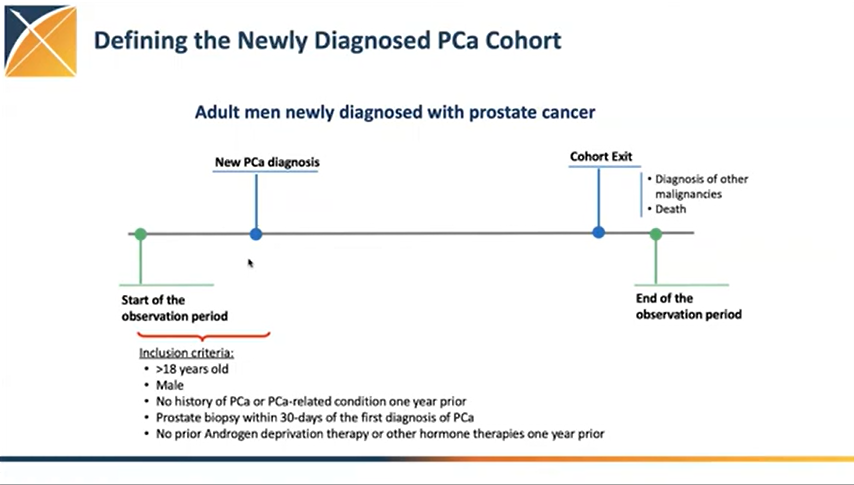 Defining the Newly Diagnosed PCa Cohort
Adult men newly diagnosed with prostate cancer
New PCa diagnosis
Cohort Exit
• Diagnosis of other
malignancies
• Death
Start of the
observation period
End of the
observation period
Inclusion criteria:
• >18 years old
• Male
• No history of PCa or PCa-related condition one year prior
• Prostate biopsy within 30-days of the first diagnosis of PCa
• No prior Androgen deprivation therapy or other hormone therapies one year prior